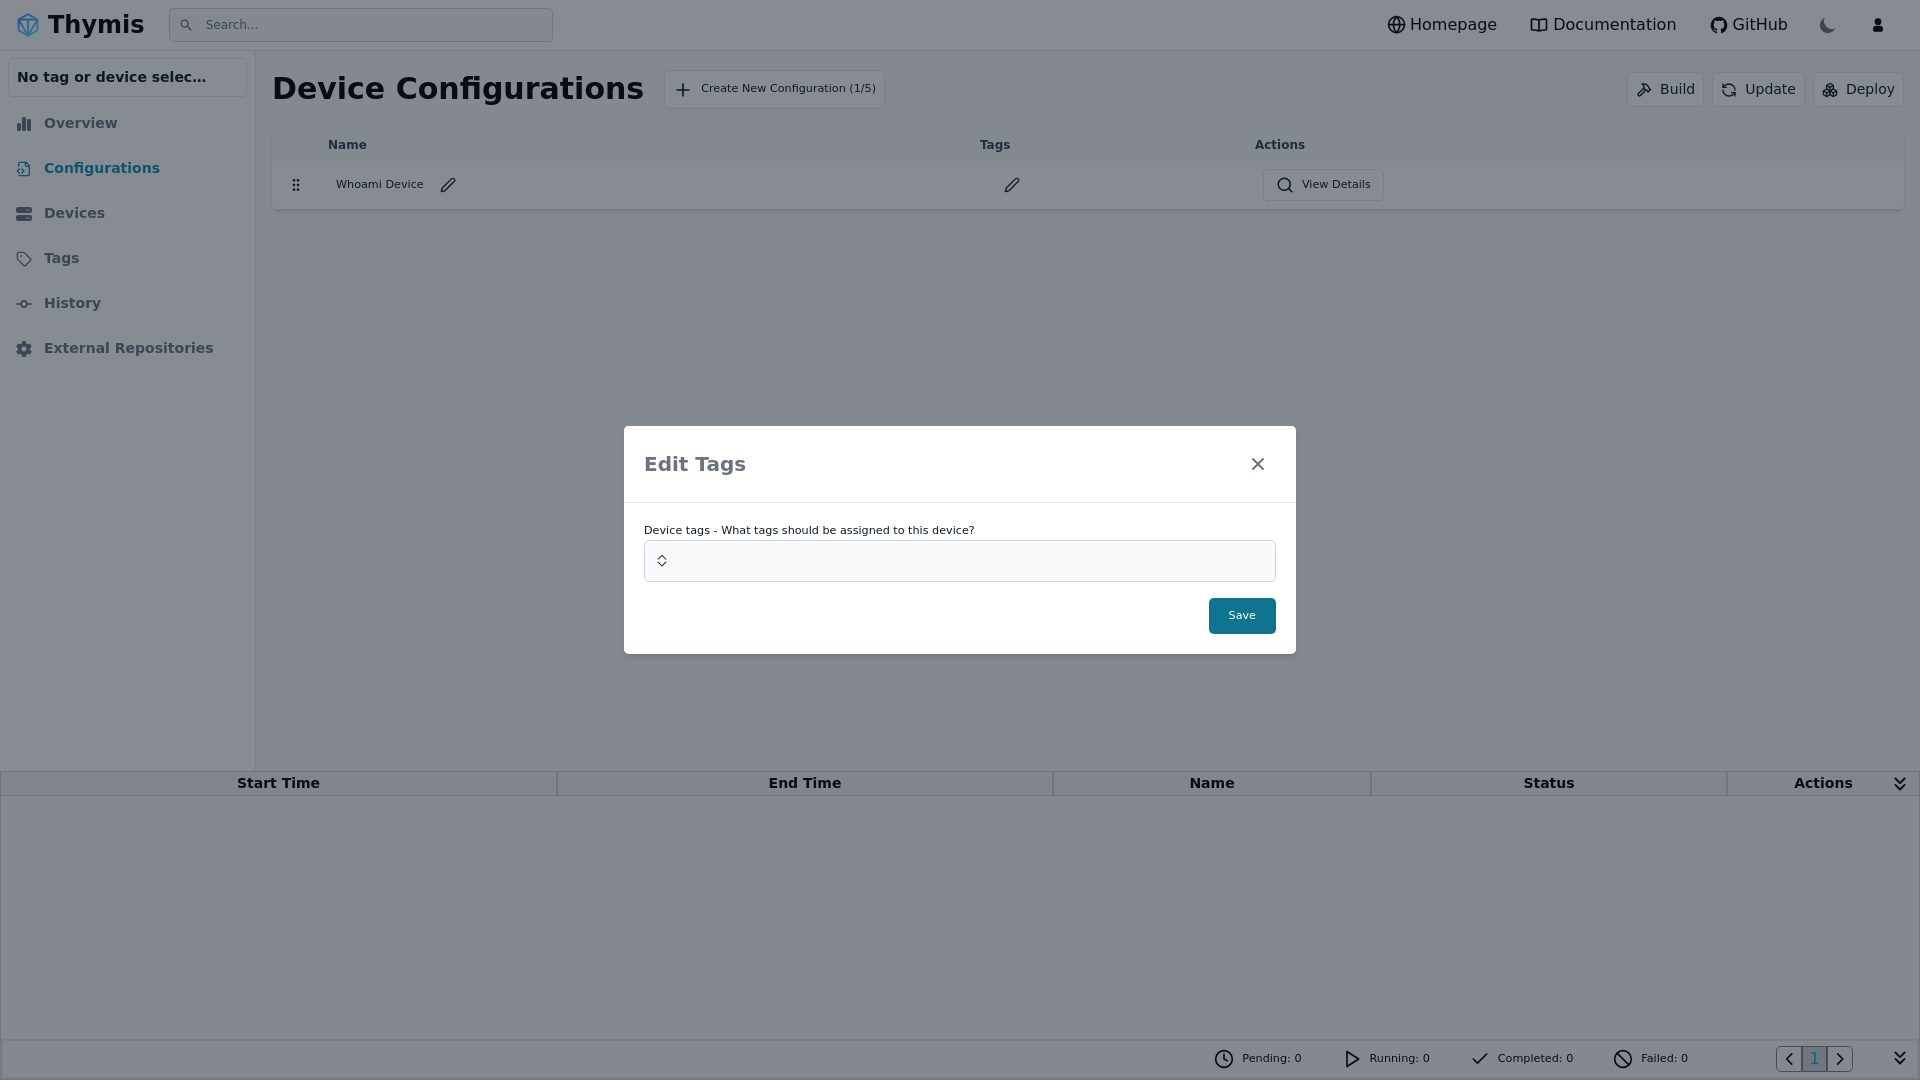 Thymis
Search...
Homepage
Documentation
GitHub
No tag or device selec...
Overview
Configurations
Devices
Tags
History
External Repositories
Device Configurations
Create New Configuration (1/5)
Build
Update
Deploy
Name Tags Actions
Whoami Device
View Details
Edit Tags
Device tags - What tags should be assigned to this device?
Save
Start Time End Time Name Status Actions
Pending: 0 Running: 0 Completed: 0 Failed: 0 1